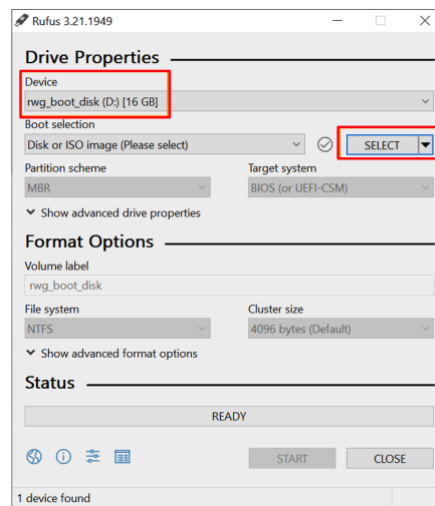 Rufus 3.21.1949
Drive Properties
Device
rwg_boot_disk (D:) [16 GB]
Boot selection
Disk or ISO image (Please select)
SELECT
Partition scheme
Target system
MBR
BIOS (or UEFI-CSM)
Show advanced drive properties
Format Options
Volume label
rwg_boot_disk
File system
Cluster size
NTFS
4096 bytes (Default)
Show advanced format options
Status
READY
START
CLOSE
1 device found